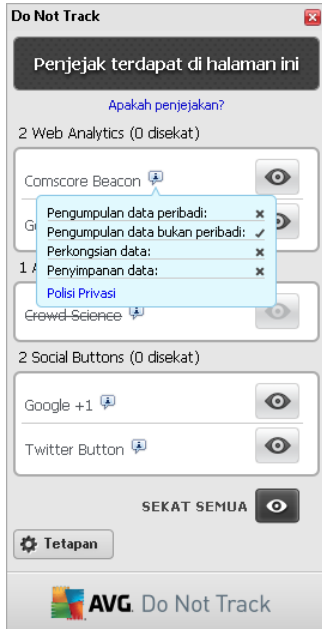 Do Not Track
Penjejak terdapat di halaman ini
Apakah penjejakan?
2 Web Analytics (0 disekat)
Comscore Beacon
Pengumpulan data peribadi:
Pengumpulan data bukan peribadi:
Perkongsian data:
Penyimpanan data:
Polisi Privasi
Crowd Science
2 Social Buttons (0 disekat)
Google +1
Twitter Button
SEKAT SEMUA
Tetapan
AVG. Do Not Track